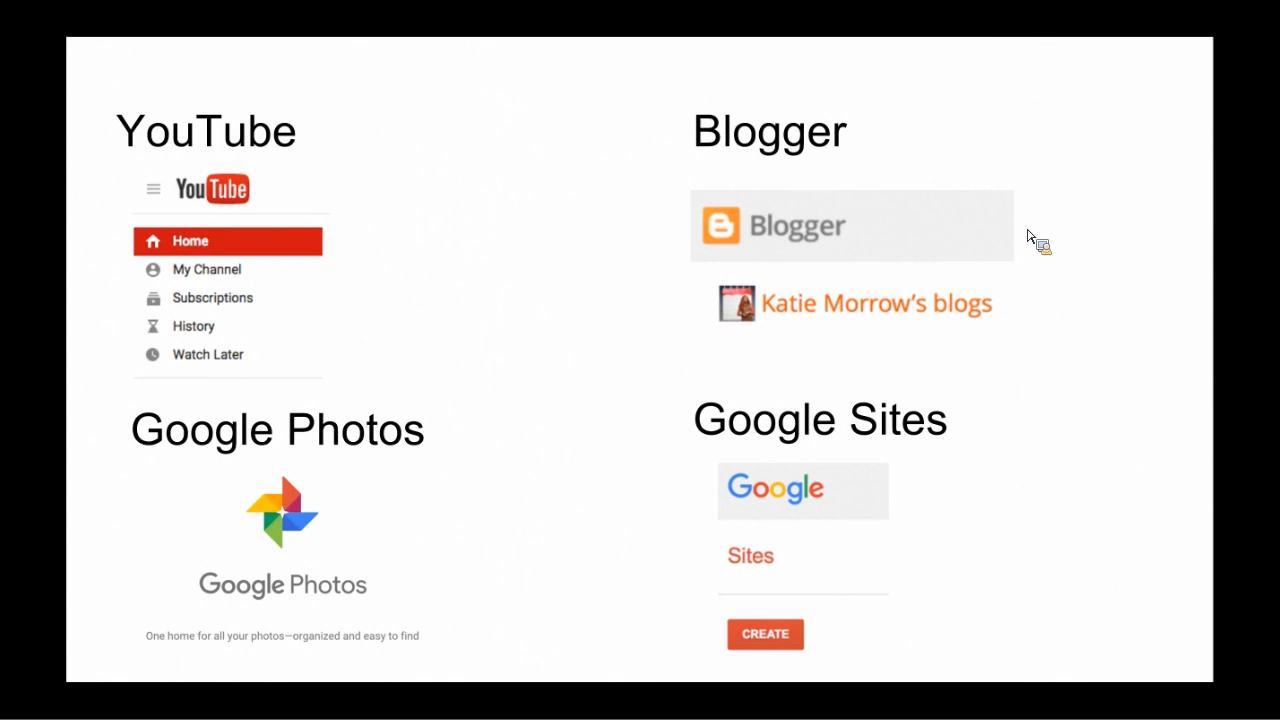 YouTube
YouTube
Home
My Channel
Subscriptions
History
Watch Later
Google Photos
Google Photos
One home for all your photos—organized and easy to find
Blogger
Blogger
Katie Morrow’s blogs
Google Sites
Google
Sites
CREATE